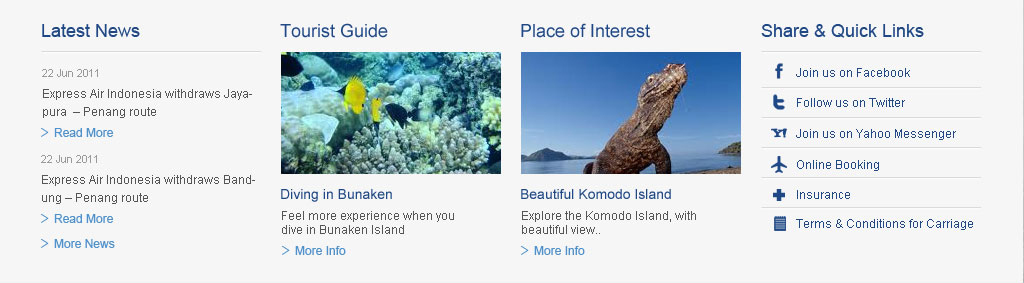 Latest News
22 Jun 2011
Express Air Indonesia withdraws Jaya-
pura – Penang route
> Read More
22 Jun 2011
Express Air Indonesia withdraws Band-
ung – Penang route
> Read More
> More News
Tourist Guide
Diving in Bunaken
Feel more experience when you
dive in Bunaken Island
> More Info
Place of Interest
Beautiful Komodo Island
Explore the Komodo Island, with
beautiful view..
> More Info
Share & Quick Links
Join us on Facebook
Follow us on Twitter
Join us on Yahoo Messenger
Online Booking
Insurance
Terms & Conditions for Carriage